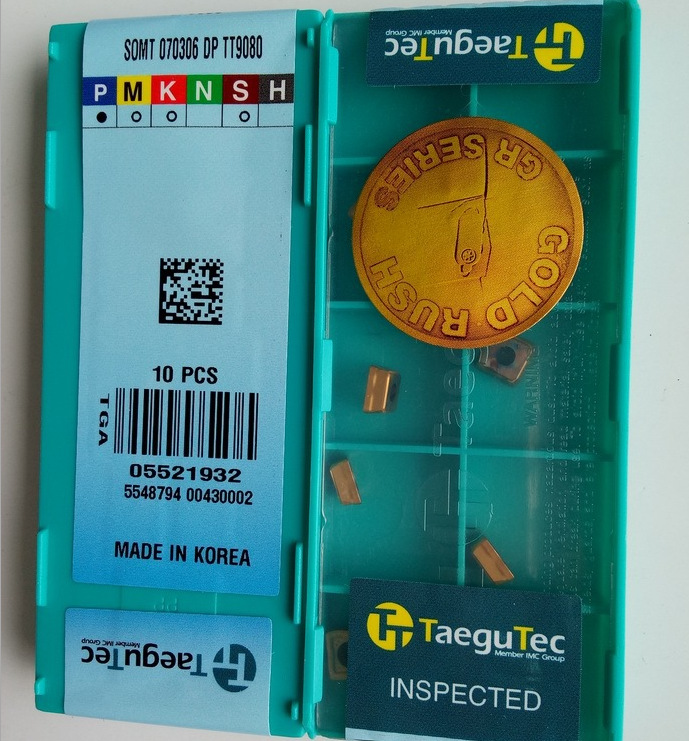 SOMT 070306 DP TT9080
P M K N S H
10 PCS
TGA
05521932
5548794 00430002
MADE IN KOREA
TaeguTec
Member IMC Group
TaeguTec
Member IMC Group
GR SERIES
GOLD RUSH
WARNING
TaeguTec
Member IMC Group
INSPECTED